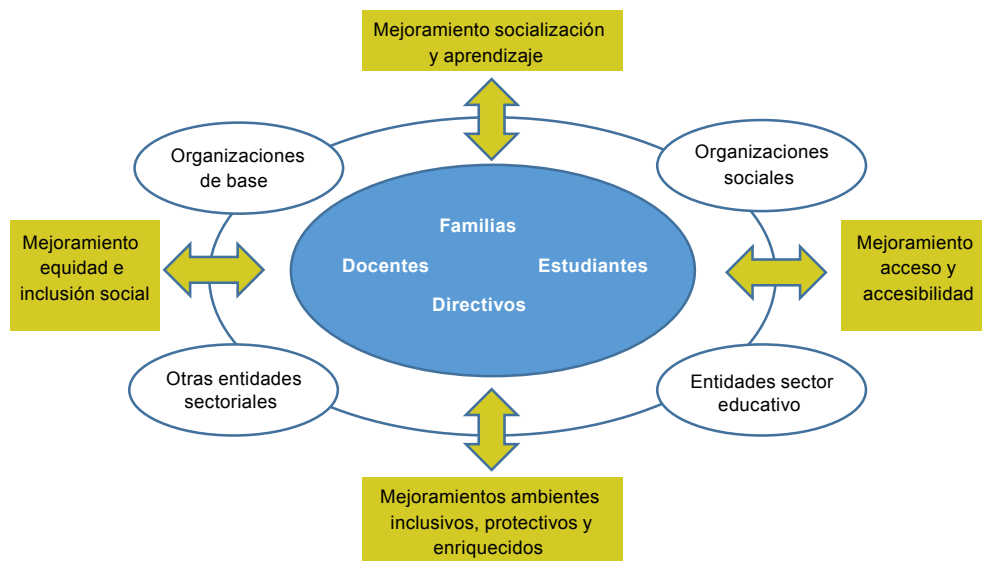 Mejoramiento socialización
y aprendizaje
Organizaciones
de base
Organizaciones
sociales
Familias
Docentes
Estudiantes
Directivos
Mejoramiento
equidad e
inclusión social
Mejoramiento
acceso y
accesibilidad
Otras entidades
sectoriales
Entidades sector
educativo
Mejoramientos ambientes
inclusivos, protectivos y
enriquecidos